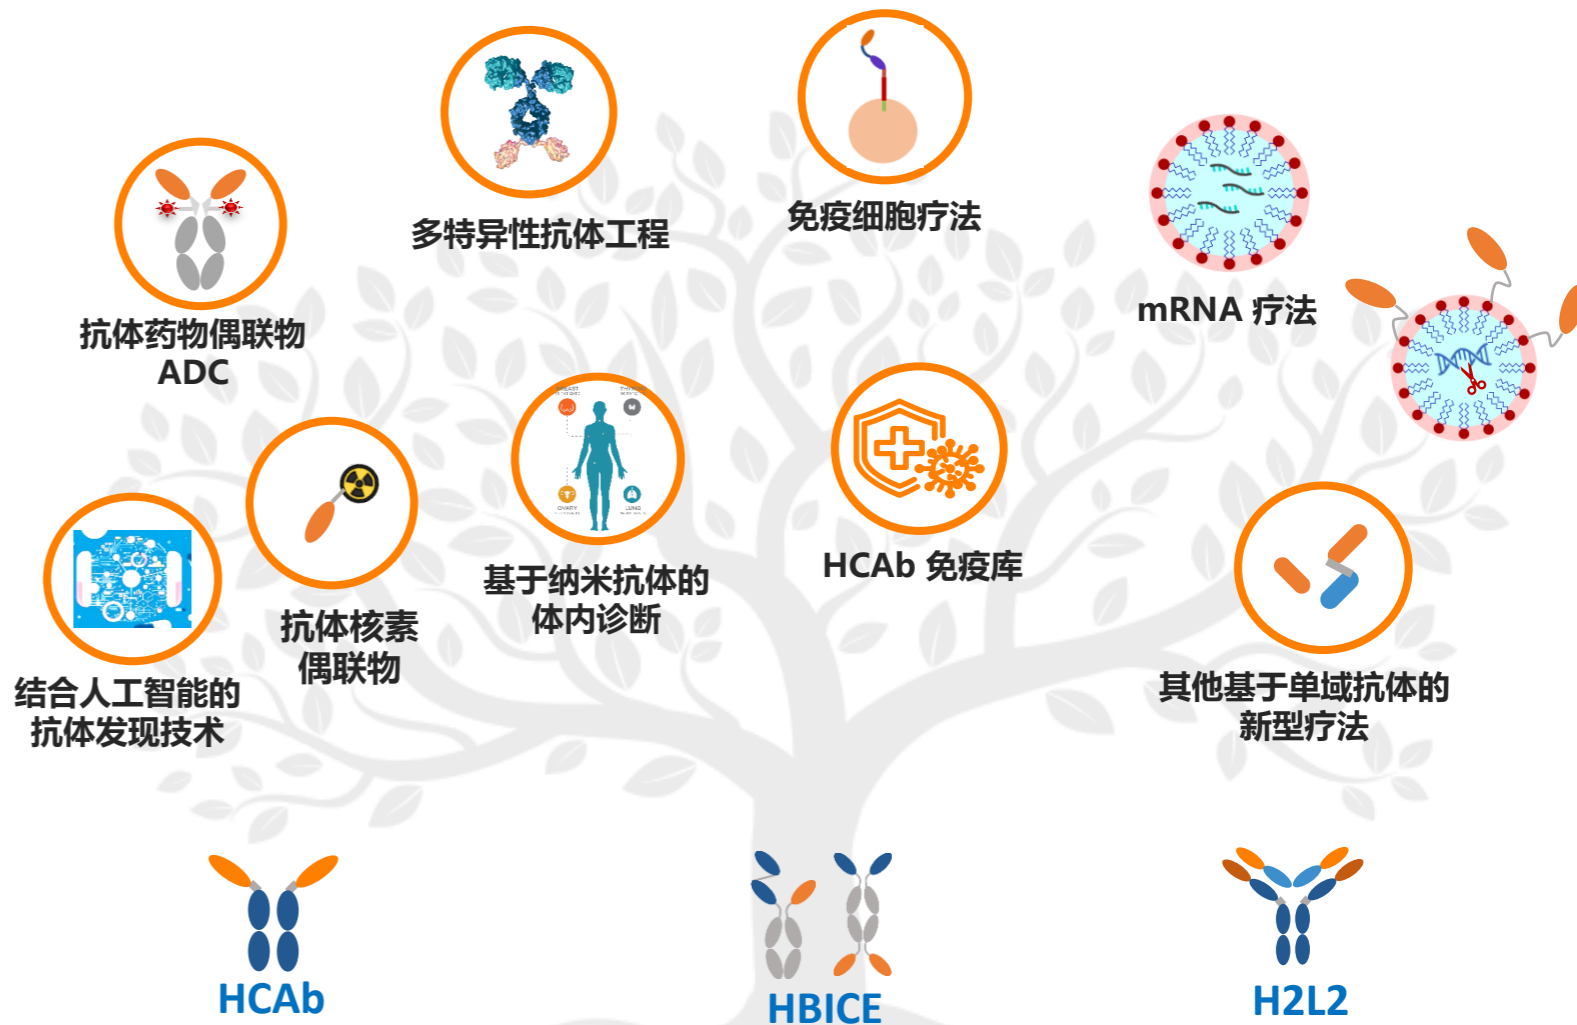 多特异性抗体工程
免疫细胞疗法
mRNA 疗法
抗体药物偶联物
ADC
OVARY
LUNG
基于纳米抗体的
体内诊断
HCAb 免疫库
抗体核素
偶联物
结合人工智能的
抗体发现技术
其他基于单域抗体的
新型疗法
HCAb
HBICE
H2L2